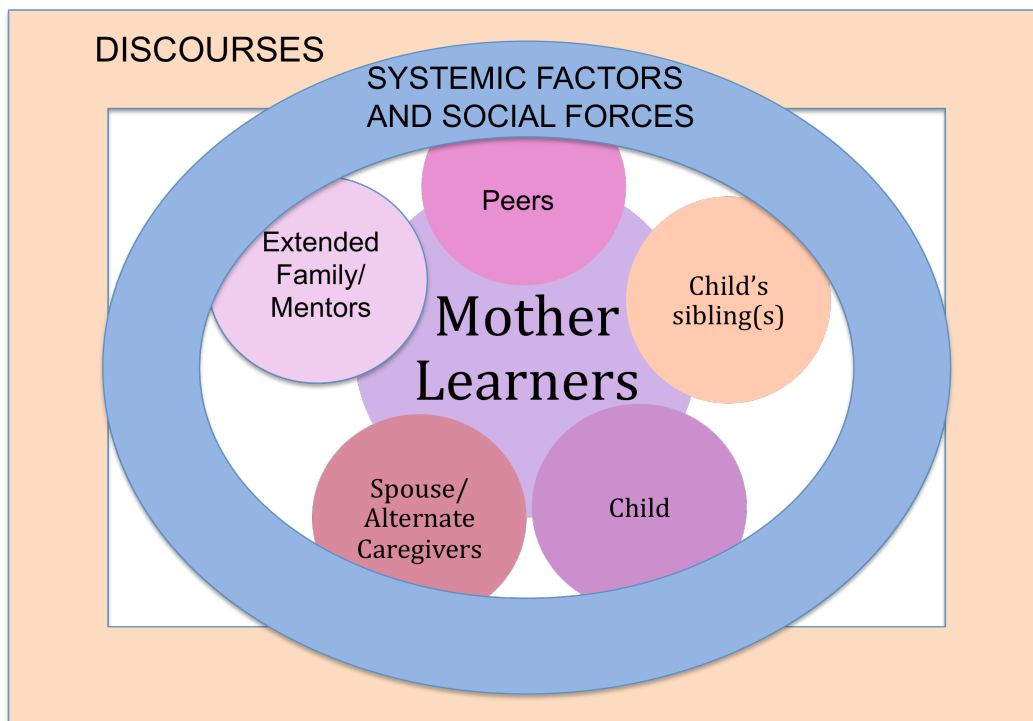 DISCOURSES
SYSTEMIC FACTORS
AND SOCIAL FORCES
Peers
Extended
Family/
Mentors
Child’s
sibling(s)
Mother
Learners
Spouse/
Alternate
Caregivers
Child